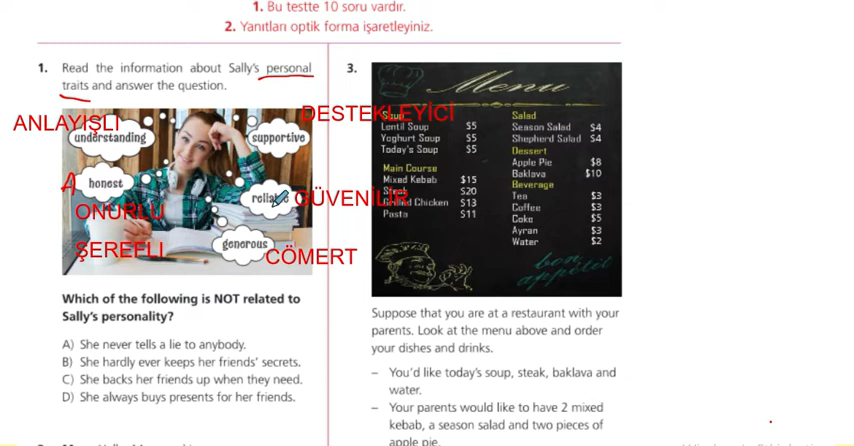 1. Bu testte 10 soru vardır.
2. Yanıtları optik forma işaretleyiniz.
1. Read the information about Sally's personal
traits and answer the question.
ANLAYIŞLI
understanding
DESTEKLEYİCİ
supportive
A
honest
ONURLU
ŞEREFLİ
GÜVENİLİR
generous
CÖMERT
Which of the following is NOT related to
Sally's personality?
A) She never tells a lie to anybody.
B) She hardly ever keeps her friends' secrets.
C) She backs her friends up when they need.
D) She always buys presents for her friends.
3.
Menu
Soup
Lentil Soup $5
Yoghurt Soup $5
Today's Soup $5
Main Course
Mixed Kebab $15
Steak $20
Grilled Chicken $13
Pasta $11
Salad
Season Salad $4
Shepherd Salad $4
Dessert
Apple Pie $8
Baklava $10
Beverage
Tea $3
Coffee $3
Coke $5
Ayran $3
Water $2
bon
appétit
Suppose that you are at a restaurant with your
parents. Look at the menu above and order
your dishes and drinks.
– You'd like today's soup, steak, baklava and
water.
– Your parents would like to have 2 mixed
kebab, a season salad and two pieces of
apple pie.